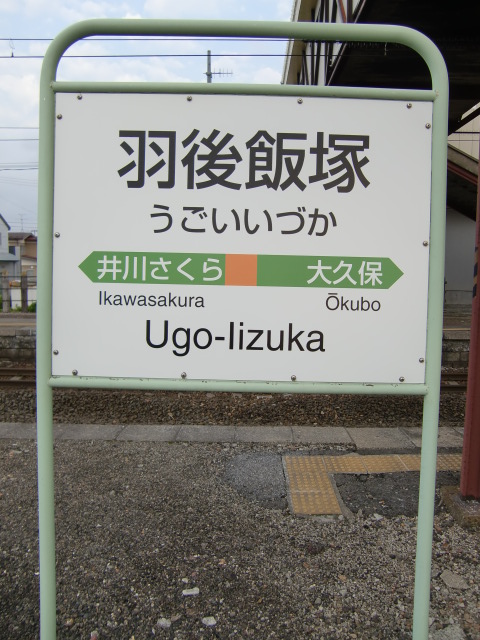 羽後飯塚
うごいいづか
井川さくら 大久保
Ikawasakura Ōkubo
Ugo-Iizuka